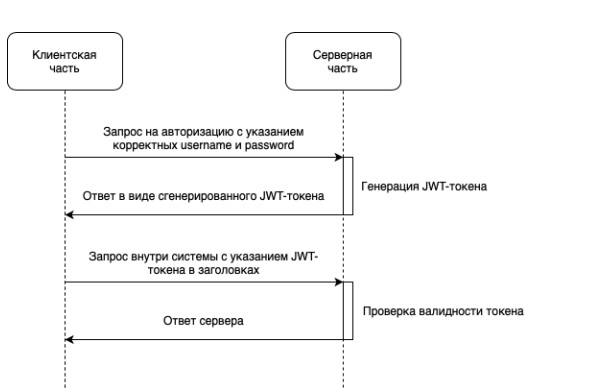 Клиентская
часть
Серверная
часть
Запрос на авторизацию с указанием
корректных username и password
Генерация JWT-токена
Ответ в виде сгенерированного JWT-токена
Запрос внутри системы с указанием JWT-
токена в заголовках
Проверка валидности токена
Ответ сервера